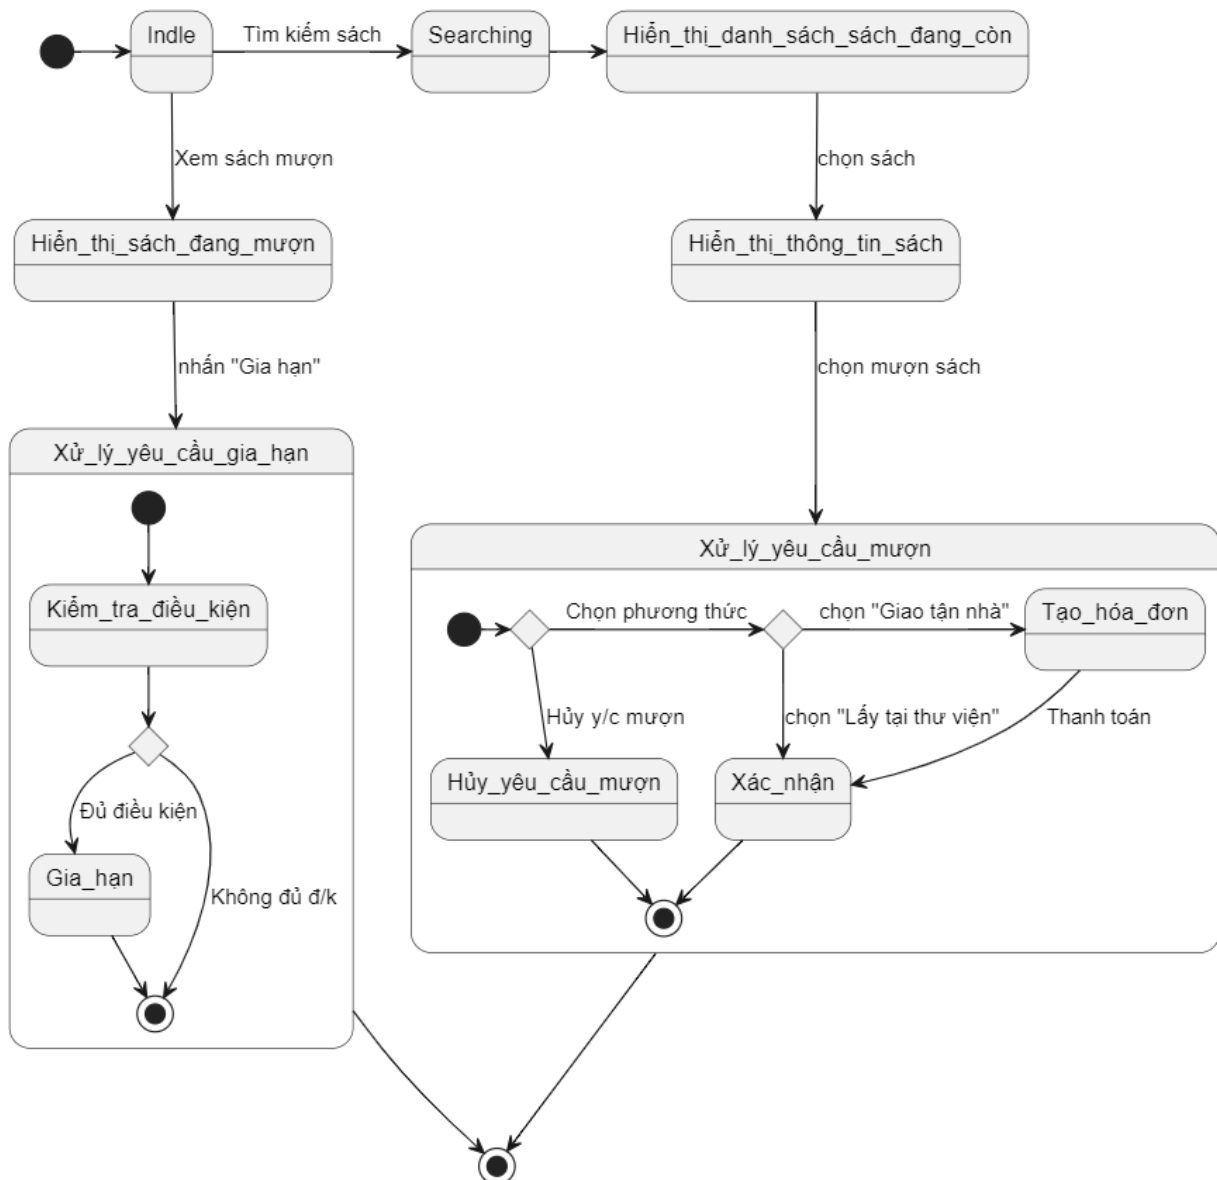 Indle
Tìm kiếm sách
Searching
Hiển_thị_danh_sách_sách_đang_còn
Xem sách mượn
chọn sách
Hiển_thị_sách_đang_mượn
Hiển_thị_thông_tin_sách
nhấn "Gia hạn"
chọn mượn sách
Xử_lý_yêu_cầu_gia_hạn
Kiểm_tra_điều_kiện
Đủ điều kiện
Gia_hạn
Không đủ đ/k
Xử_lý_yêu_cầu_mượn
Chọn phương thức
chọn "Giao tận nhà"
Tạo_hóa_đơn
Hủy y/c mượn
chọn "Lấy tại thư viện"
Thanh toán
Hủy_yêu_cầu_mượn
Xác_nhận